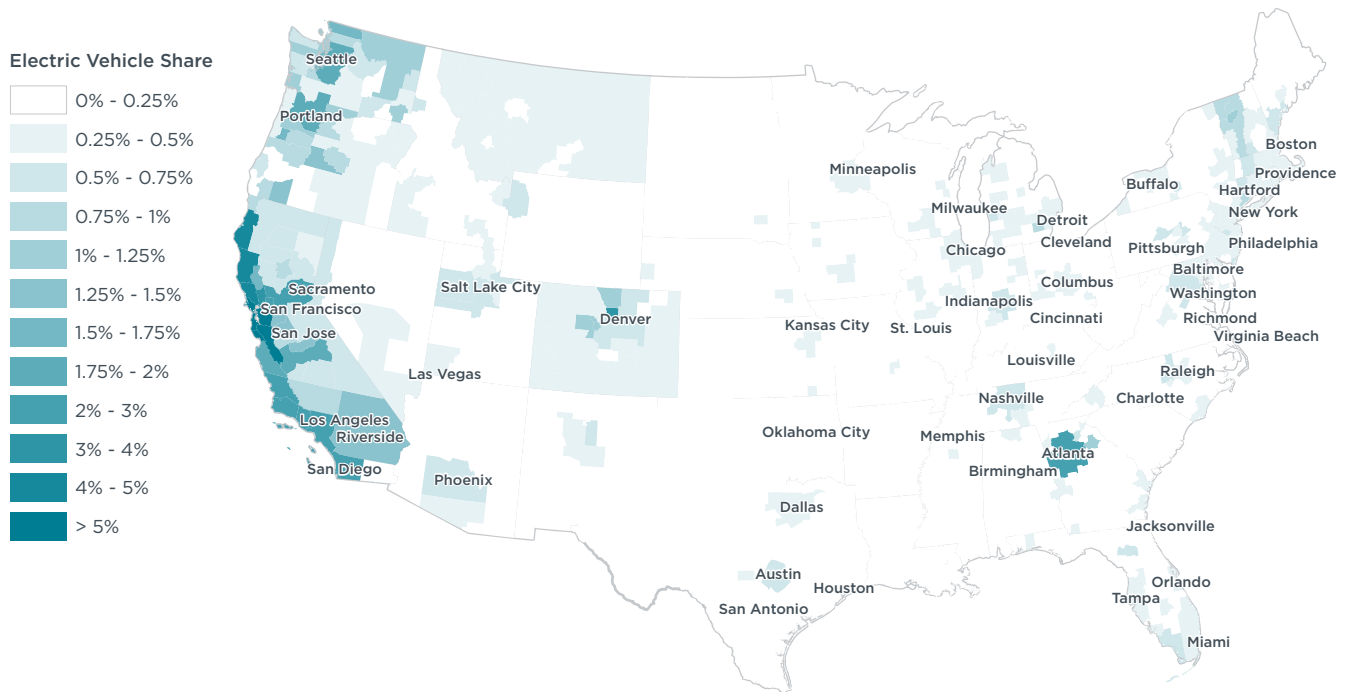 Electric Vehicle Share
0% - 0.25%
0.25% - 0.5%
0.5% - 0.75%
0.75% - 1%
1% - 1.25%
1.25% - 1.5%
1.5% - 1.75%
1.75% - 2%
2% - 3%
3% - 4%
4% - 5%
> 5%
Seattle
Portland
Sacramento
San Francisco
San Jose
Los Angeles
Riverside
San Diego
Las Vegas
Salt Lake City
Phoenix
Denver
Minneapolis
Milwaukee
Chicago
Detroit
Cleveland
Columbus
Indianapolis
Cincinnati
Kansas City
St. Louis
Louisville
Nashville
Memphis
Oklahoma City
Birmingham
Atlanta
Dallas
Austin
Houston
San Antonio
Buffalo
Boston
Providence
Hartford
New York
Pittsburgh
Philadelphia
Baltimore
Washington
Richmond
Virginia Beach
Raleigh
Charlotte
Jacksonville
Orlando
Tampa
Miami